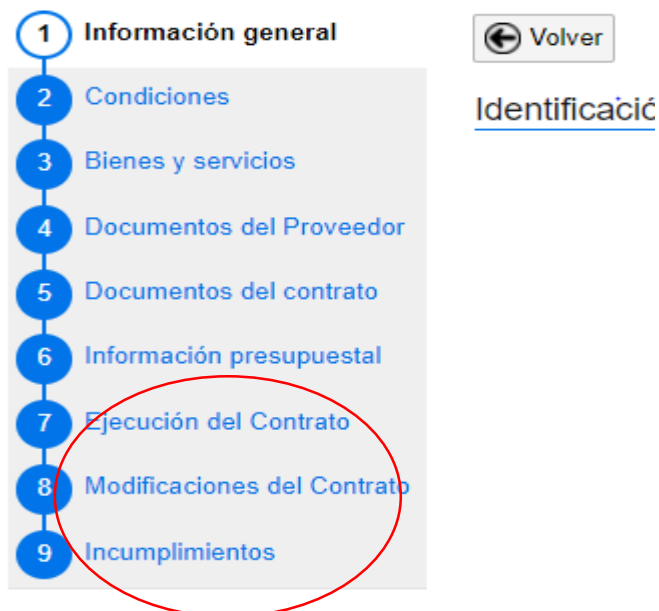 1 Información general
Volver
2 Condiciones
Identificació
3 Bienes y servicios
4 Documentos del Proveedor
5 Documentos del contrato
6 Información presupuestal
7 Ejecución del Contrato
8 Modificaciones del Contrato
9 Incumplimientos